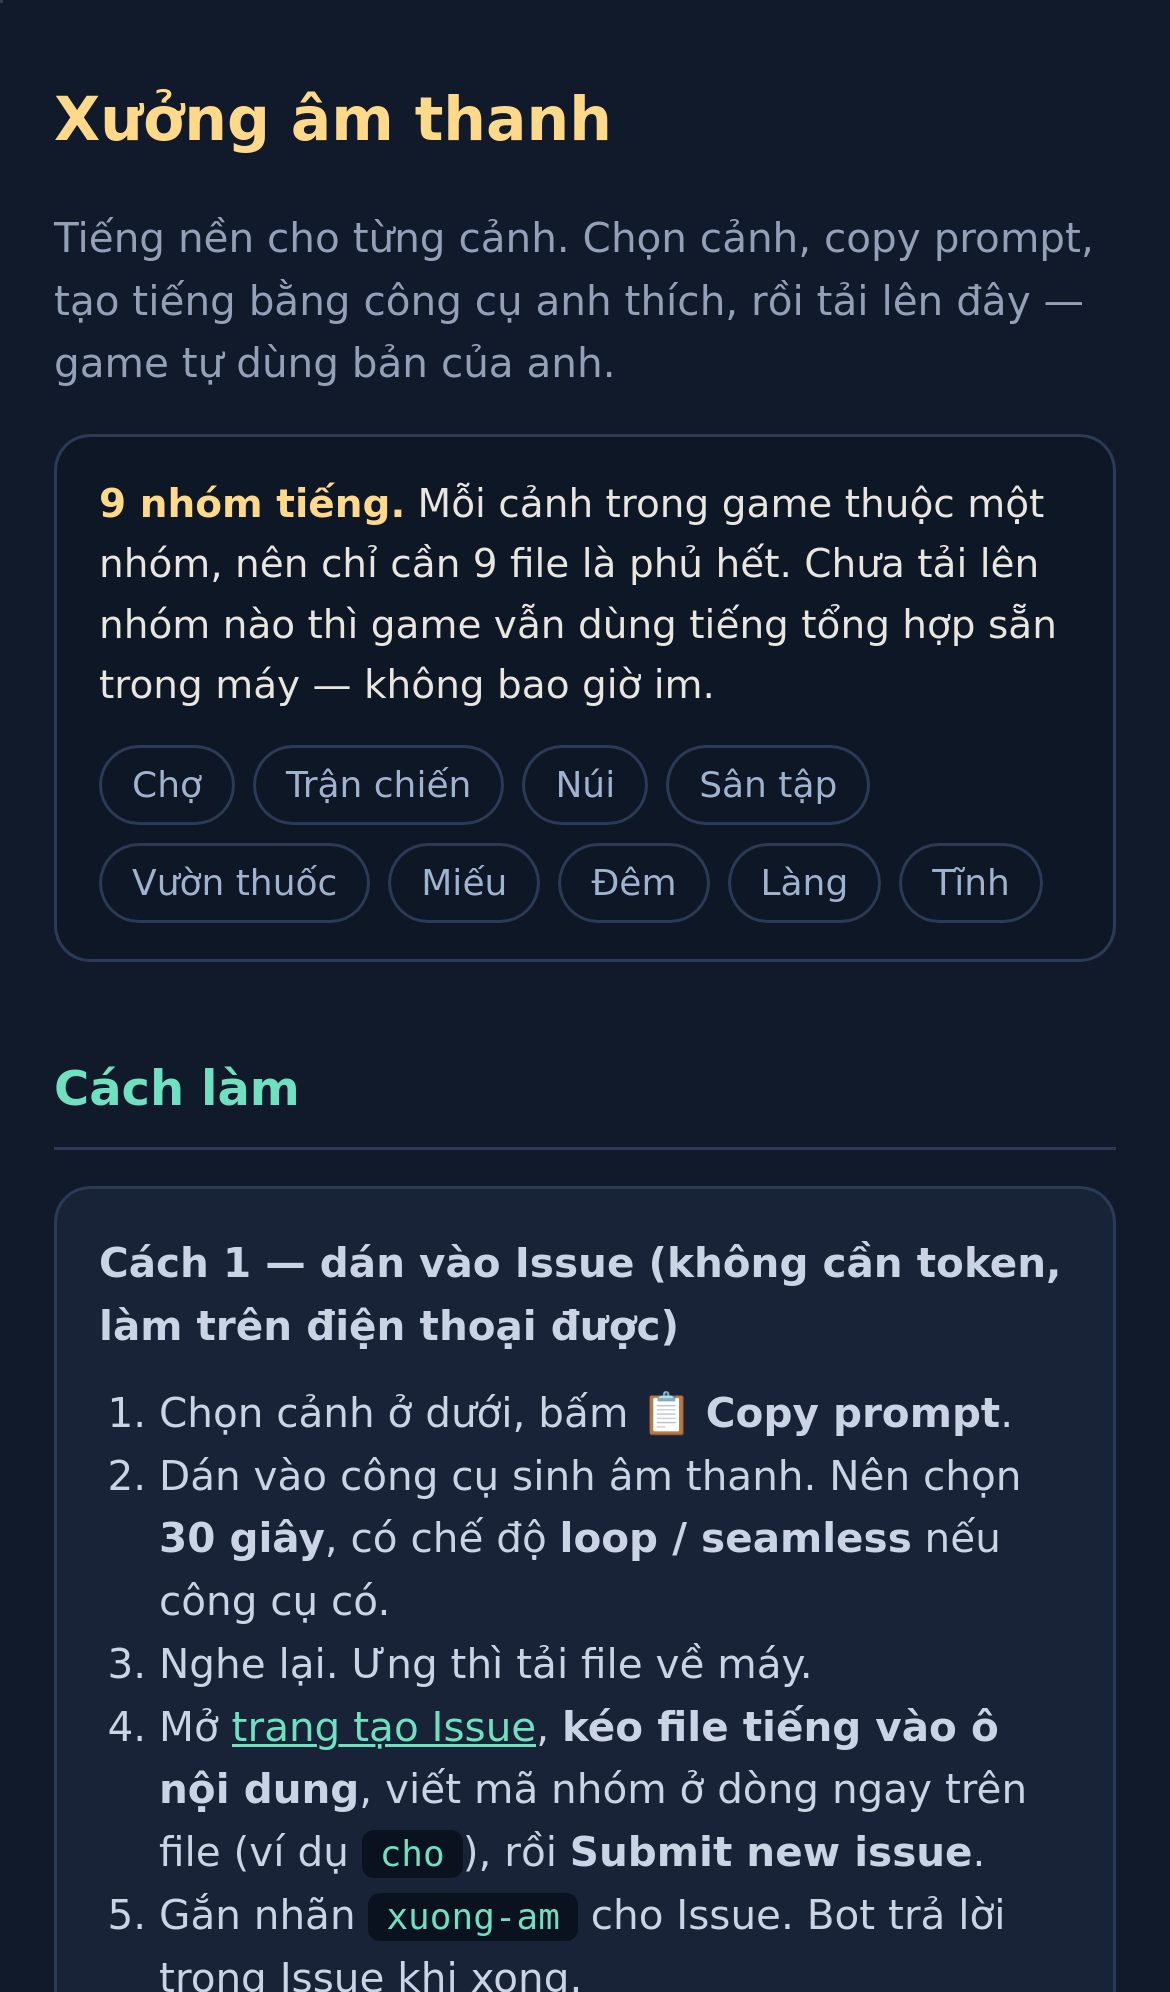 Xưởng âm thanh
Tiếng nền cho từng cảnh. Chọn cảnh, copy prompt,
tạo tiếng bằng công cụ anh thích, rồi tải lên đây —
game tự dùng bản của anh.
9 nhóm tiếng. Mỗi cảnh trong game thuộc một
nhóm, nên chỉ cần 9 file là phủ hết. Chưa tải lên
nhóm nào thì game vẫn dùng tiếng tổng hợp sẵn
trong máy — không bao giờ im.
Chợ Trận chiến Núi Sân tập
Vườn thuốc Miếu Đêm Làng Tĩnh
Cách làm
Cách 1 — dán vào Issue (không cần token,
làm trên điện thoại được)
1. Chọn cảnh ở dưới, bấm 📋 Copy prompt.
2. Dán vào công cụ sinh âm thanh. Nên chọn
30 giây, có chế độ loop / seamless nếu
công cụ có.
3. Nghe lại. Ưng thì tải file về máy.
4. Mở trang tạo Issue, kéo file tiếng vào ô
nội dung, viết mã nhóm ở dòng ngay trên
file (ví dụ cho), rồi Submit new issue.
5. Gắn nhãn xuong-am cho Issue. Bot trả lời
trong Issue khi xong.